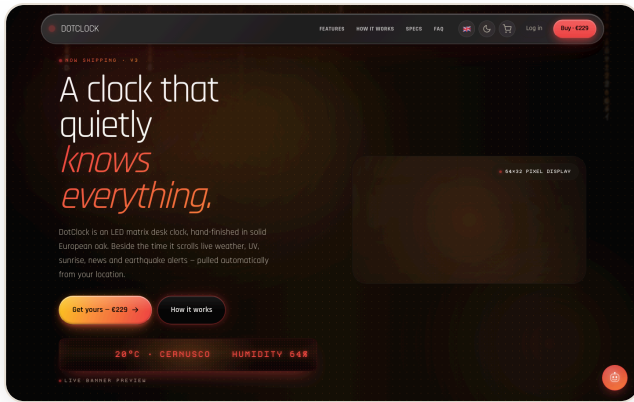 DOTCLOCK
FEATURES HOW IT WORKS SPECS FAQ
Log in
Buy · €229
NOW SHIPPING · V3
A clock that
quietly
knows
everything.
64×32 PIXEL DISPLAY
DotClock is an LED matrix desk clock, hand-finished in solid
European oak. Beside the time it scrolls live weather, UV,
sunrise, news and earthquake alerts — pulled automatically
from your location.
Get yours — €229 →
How it works
20°C · CERNUSCO HUMIDITY 64%
LIVE BANNER PREVIEW